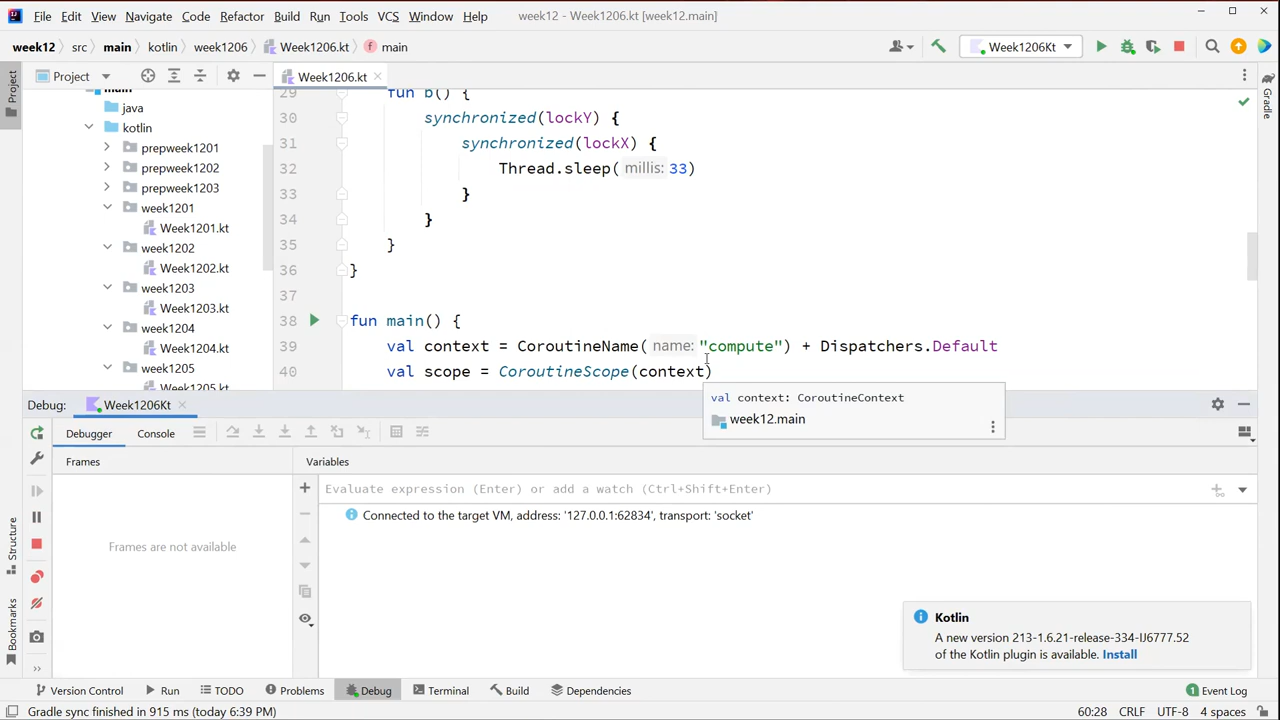 File Edit View Navigate Code Refactor Build Run Tools VCS Window Help week12 - Week1206.kt [week12.main]
week12 src main kotlin week1206 Week1206.kt main Week1206Kt
Project Week1206.kt
main
java
kotlin
prepweek1201
prepweek1202
prepweek1203
week1201
Week1201.kt
week1202
Week1202.kt
week1203
Week1203.kt
week1204
Week1204.kt
week1205
Week1205.kt
29 fun b() {
30 synchronized(lockY) {
31 synchronized(lockX) {
32 Thread.sleep( millis: 33)
33 }
34 }
35 }
36 }
37
38 fun main() {
39 val context = CoroutineName( name: "compute") + Dispatchers.Default
40 val scope = CoroutineScope(context)
val context: CoroutineContext
week12.main
Debug: Week1206Kt
Debugger Console
Frames Variables
Evaluate expression (Enter) or add a watch (Ctrl+Shift+Enter)
Connected to the target VM, address: '127.0.0.1:62834', transport: 'socket'
Frames are not available
Kotlin
A new version 213-1.6.21-release-334-IJ6777.52
of the Kotlin plugin is available. Install
Project
Structure
Bookmarks
Gradle
Version Control Run TODO Problems Debug Terminal Build Dependencies 1 Event Log
Gradle sync finished in 915 ms (today 6:39 PM) 60:28 CRLF UTF-8 4 spaces